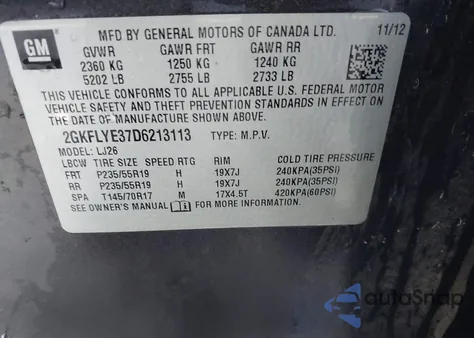 GM
MFD BY GENERAL MOTORS OF CANADA LTD. 11/12
GVWR GAWR FRT GAWR RR
2360 KG 1250 KG 1240 KG
5202 LB 2755 LB 2733 LB
THIS VEHICLE CONFORMS TO ALL APPLICABLE U.S. FEDERAL MOTOR
VEHICLE SAFETY AND THEFT PREVENTION STANDARDS IN EFFECT ON
THE DATE OF MANUFACTURE SHOWN ABOVE.
2GKFLYE37D6213113 TYPE: M.P.V.
MODEL: LJ26
LBCW TIRE SIZE SPEED RTG RIM COLD TIRE PRESSURE
FRT P235/55R19 H 19X7J 240KPA(35PSI)
RR P235/55R19 H 19X7J 240KPA(35PSI)
SPA T145/70R17 M 17X4.5T 420KPA(60PSI)
SEE OWNER'S MANUAL FOR MORE INFORMATION.
autoSnap